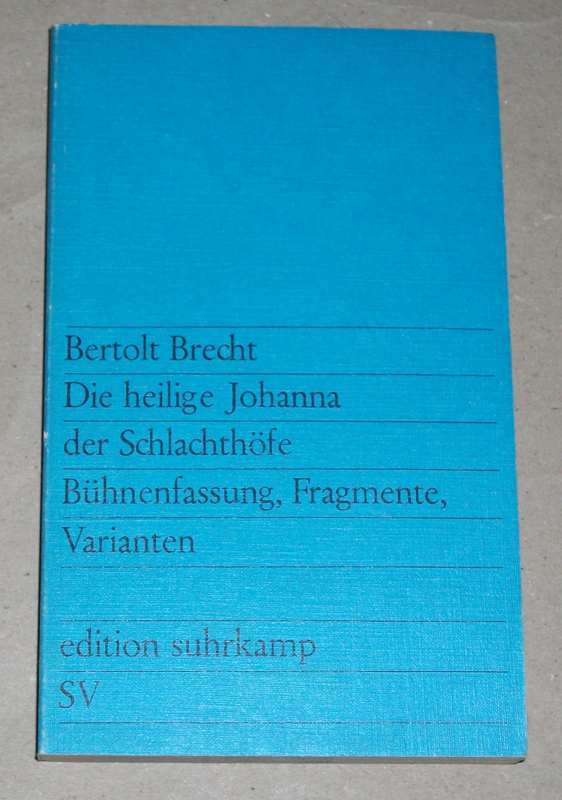 Bertolt Brecht
Die heilige Johanna
der Schlachthöfe
Bühnenfassung, Fragmente,
Varianten
edition suhrkamp
SV